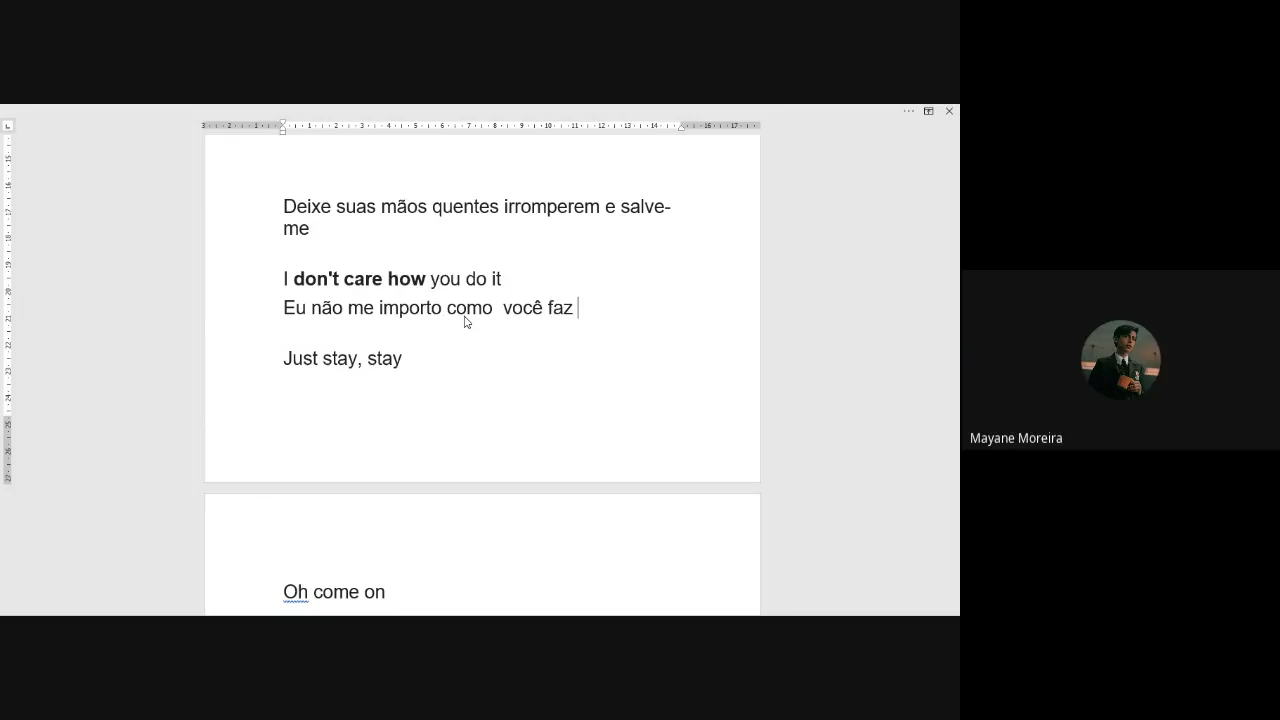 Deixe suas mãos quentes irromperem e salve-
me
I don't care how you do it
Eu não me importo como  você faz
Just stay, stay
Oh come on
Mayane Moreira